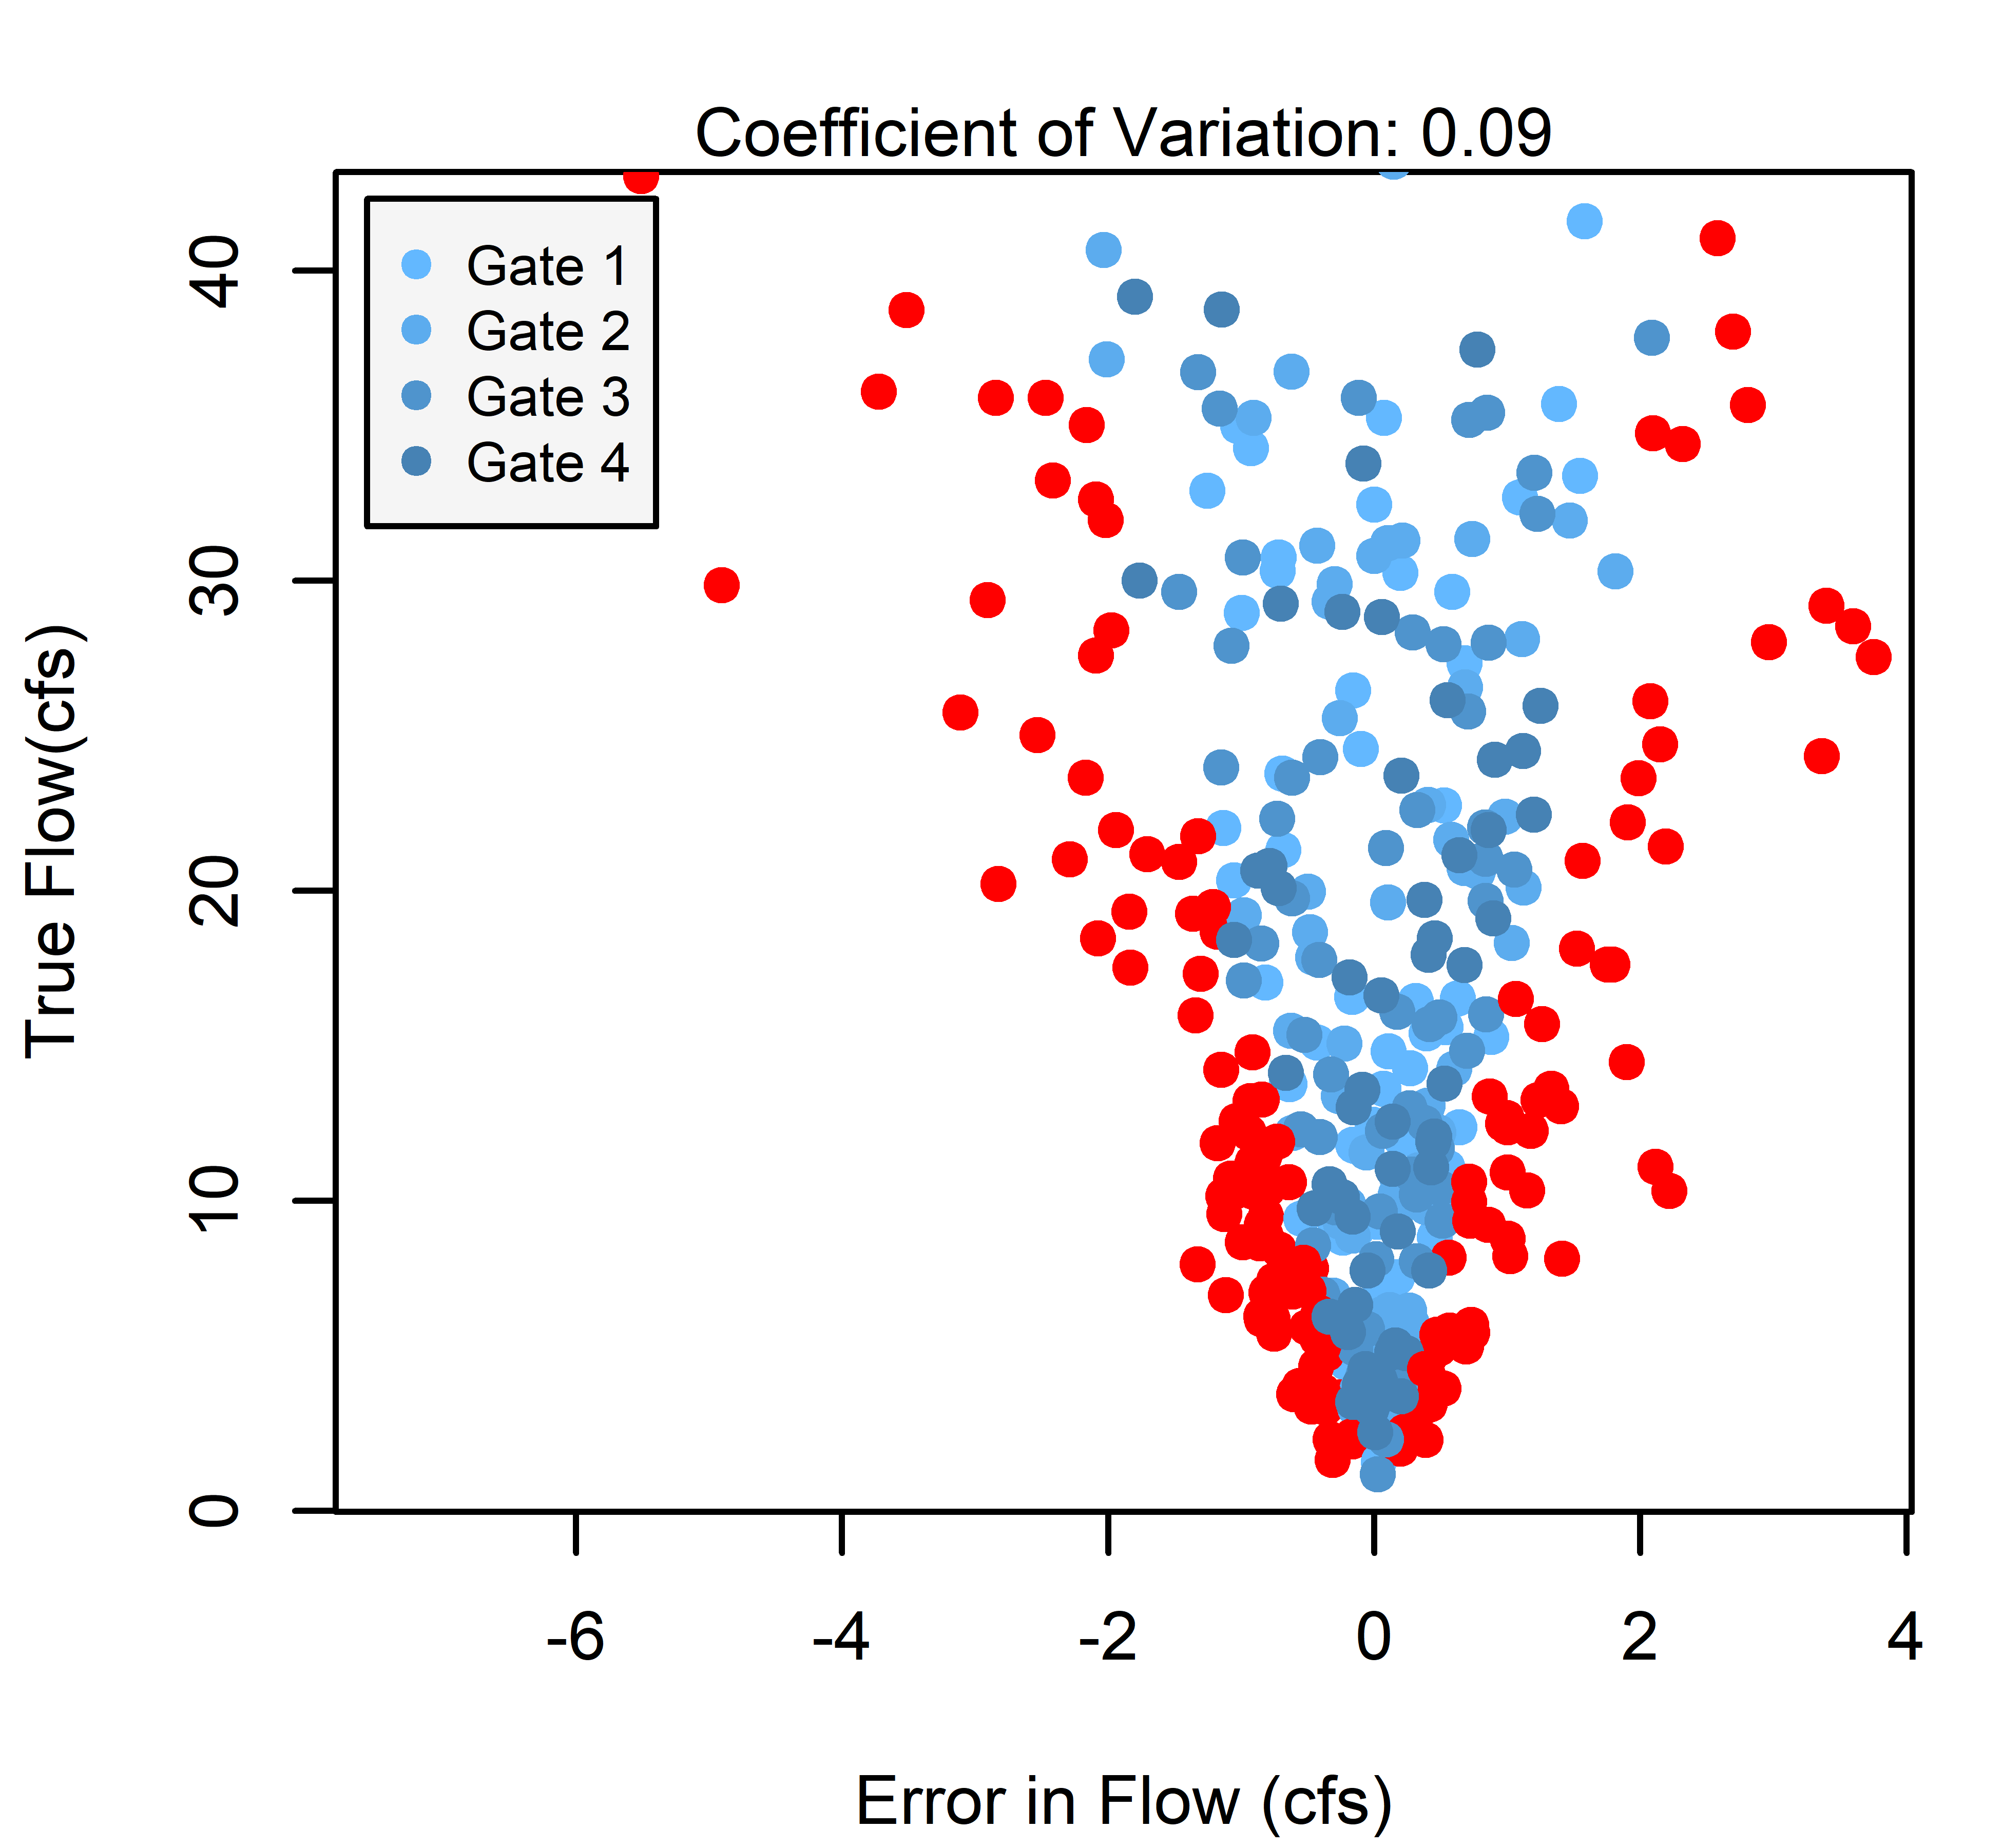 Coefficient of Variation: 0.09
Gate 1
Gate 2
Gate 3
Gate 4
True Flow(cfs)
40
30
20
10
0
-6 -4 -2 0 2 4
Error in Flow (cfs)